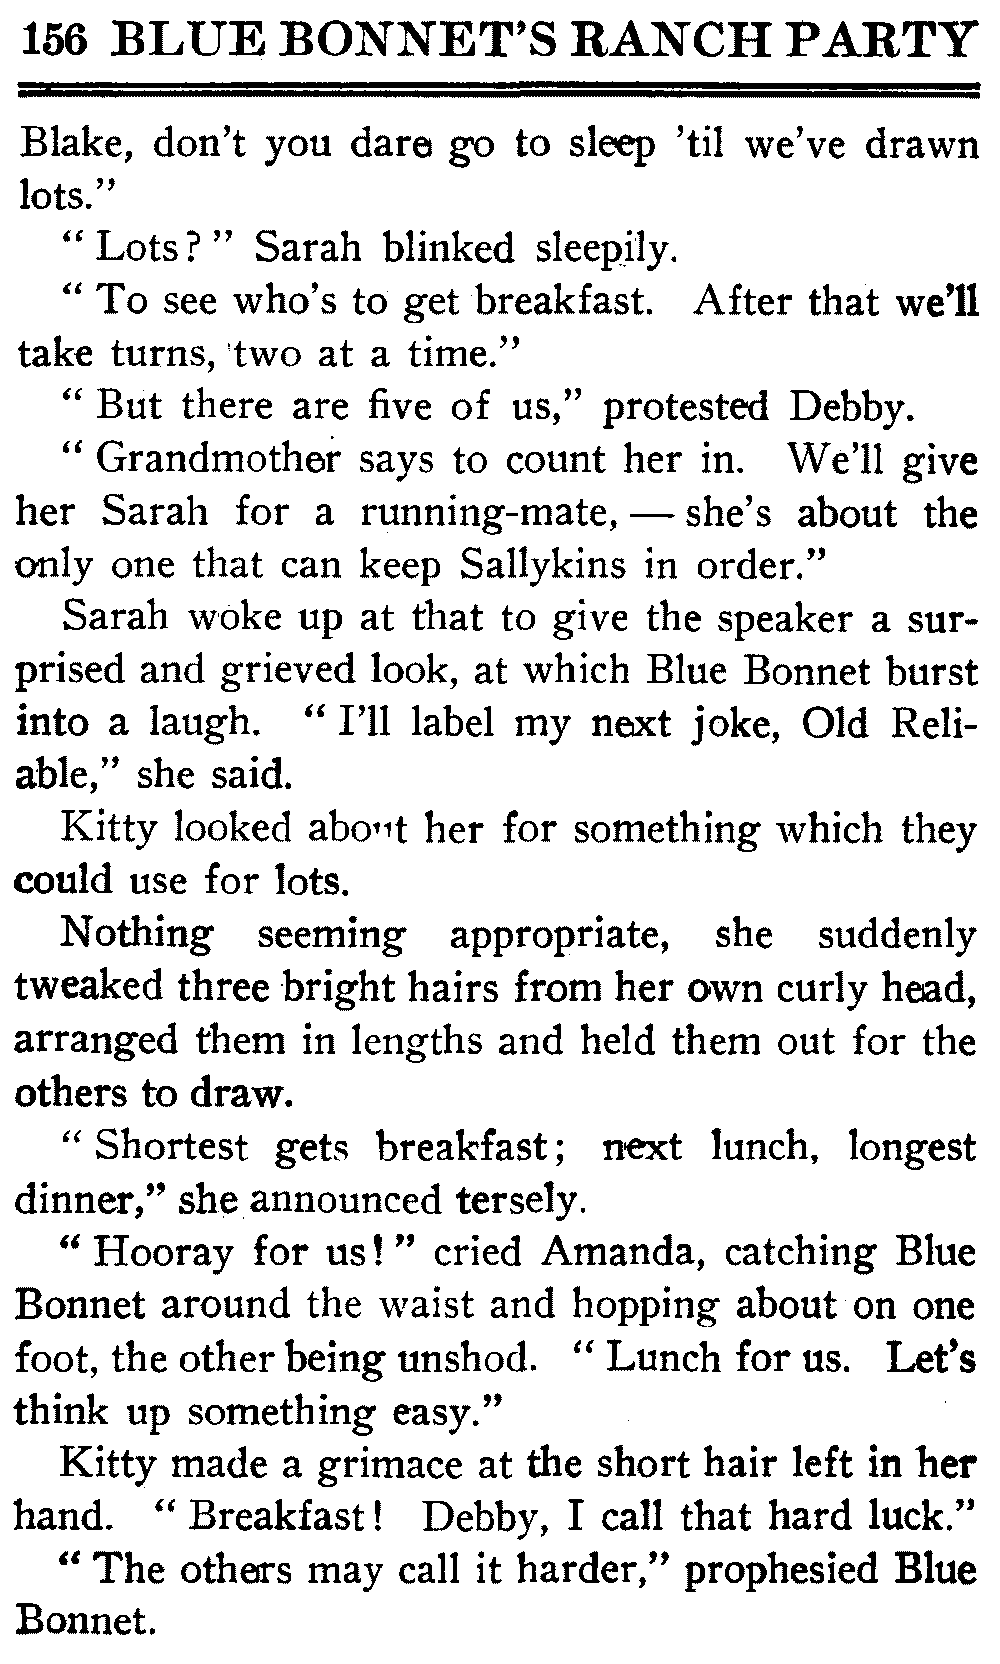 156 BLUE BONNET'S RANCH PARTY
Blake, don't you dare go to sleep 'til we've drawn
lots."
"Lots?" Sarah blinked sleepily.
"To see who's to get breakfast. After that we'll
take turns, two at a time."
"But there are five of us," protested Debby.
"Grandmother says to count her in. We'll give
her Sarah for a running-mate, — she's about the
only one that can keep Sallykins in order."
Sarah woke up at that to give the speaker a sur-
prised and grieved look, at which Blue Bonnet burst
into a laugh. "I'll label my next joke, Old Reli-
able," she said.
Kitty looked about her for something which they
could use for lots.
Nothing seeming appropriate, she suddenly
tweaked three bright hairs from her own curly head,
arranged them in lengths and held them out for the
others to draw.
"Shortest gets breakfast; next lunch, longest
dinner," she announced tersely.
"Hooray for us!" cried Amanda, catching Blue
Bonnet around the waist and hopping about on one
foot, the other being unshod. "Lunch for us. Let's
think up something easy."
Kitty made a grimace at the short hair left in her
hand. "Breakfast! Debby, I call that hard luck."
"The others may call it harder," prophesied Blue
Bonnet.